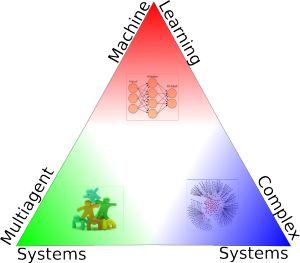 Machine
Learning
Multiagent
Systems
Complex
Systems